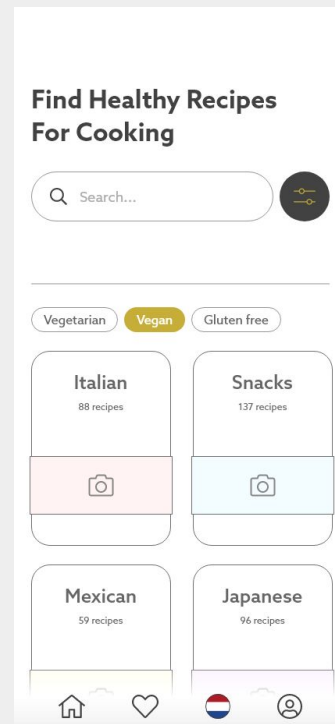 Find Healthy Recipes
For Cooking
Search...
Vegetarian Vegan Gluten free
Italian Snacks
88 recipes 137 recipes
Mexican Japanese
59 recipes 96 recipes